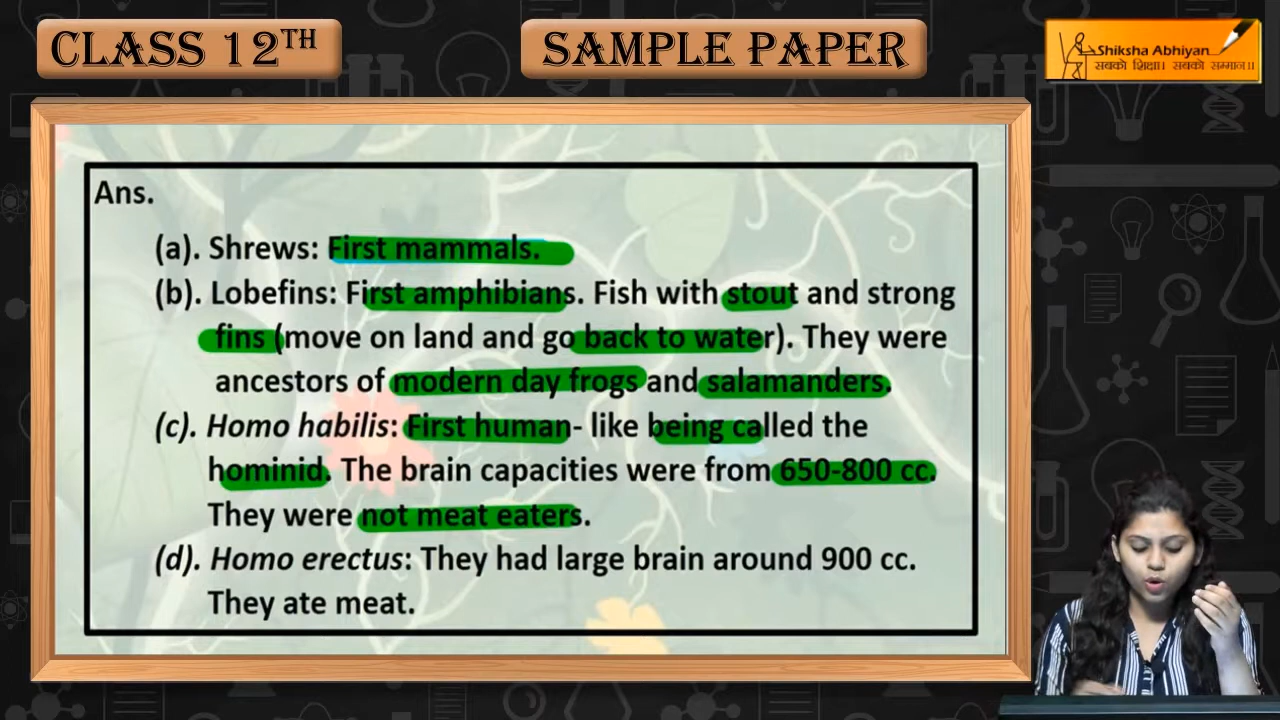 CLASS 12TH
SAMPLE PAPER
Shiksha Abhiyan
सबको शिक्षा। सबको सम्मान।।
Ans.
(a). Shrews: First mammals.
(b). Lobefins: First amphibians. Fish with stout and strong
fins (move on land and go back to water). They were
ancestors of modern day frogs and salamanders.
(c). Homo habilis: First human- like being called the
hominid. The brain capacities were from 650-800 cc.
They were not meat eaters.
(d). Homo erectus: They had large brain around 900 cc.
They ate meat.